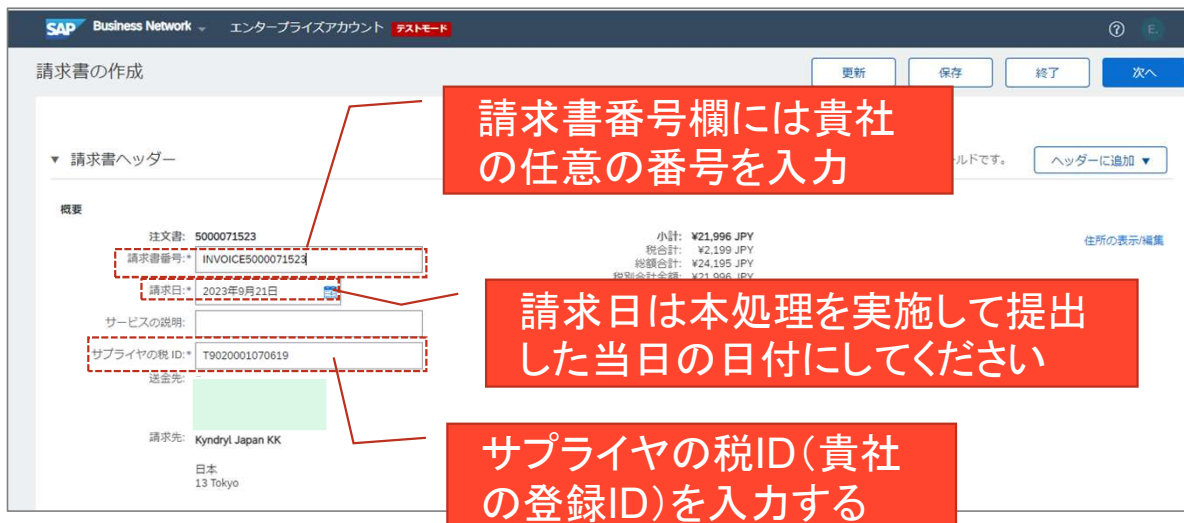 SAP Business Network エンタープライズアカウント テストモード
E.
請求書の作成
更新 保存 終了 次へ
請求書番号欄には貴社
の任意の番号を入力
▼ 請求書ヘッダー
ルドです。 ヘッダーに追加 ▼
概要
注文書: 5000071523
請求書番号:* INVOICE5000071523
請求日:* 2023年9月21日
サービスの説明:
サプライヤの税 ID:* T9020001070619
送金先: -
請求先: Kyndryl Japan KK
日本
13 Tokyo
小計: ¥21,996 JPY
税合計: ¥2,199 JPY
総額合計: ¥24,195 JPY
税別合計金額: ¥21,996 JPY
住所の表示/編集
請求日は本処理を実施して提出
した当日の日付にしてください
サプライヤの税ID(貴社
の登録ID)を入力する